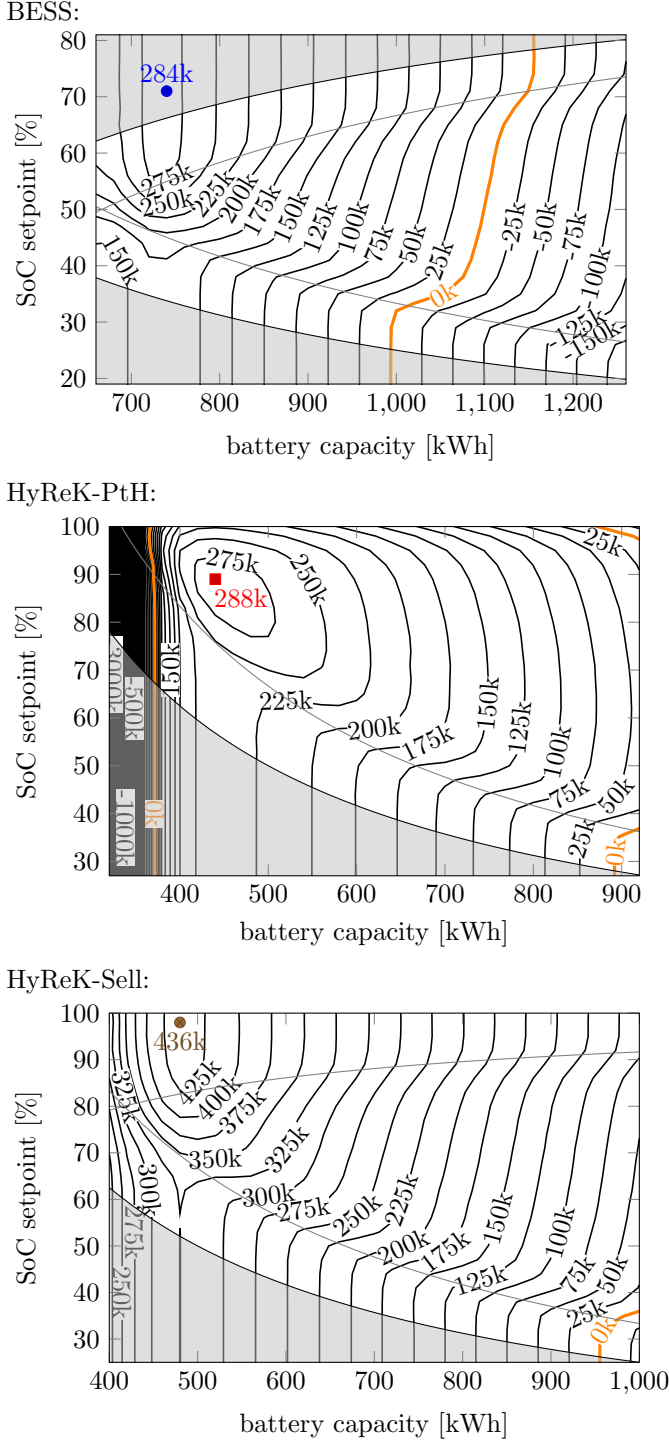 BESS:
80
70
60
50
40
30
20
SoC setpoint [%]
284k
275k
250k
225k
200k
175k
150k
125k
100k
75k
50k
25k
0k
-25k
-50k
-75k
100k
-125k
-150k
150k
700 800 900 1,000 1,100 1,200
battery capacity [kWh]
HyReK-PtH:
100
90
80
70
60
50
40
30
SoC setpoint [%]
275k
288k
250k
25k
-500k
-1000k
0k
150k
225k
200k
175k
150k
125k
100k
75k
50k
25k
0k
400 500 600 700 800 900
battery capacity [kWh]
HyReK-Sell:
100
90
80
70
60
50
40
30
SoC setpoint [%]
436k
425k
400k
375k
350k
325k
325k
300k
275k
250k
300k
275k
250k
225k
200k
175k
150k
125k
100k
75k
50k
25k
0k
400 500 600 700 800 900 1,000
battery capacity [kWh]